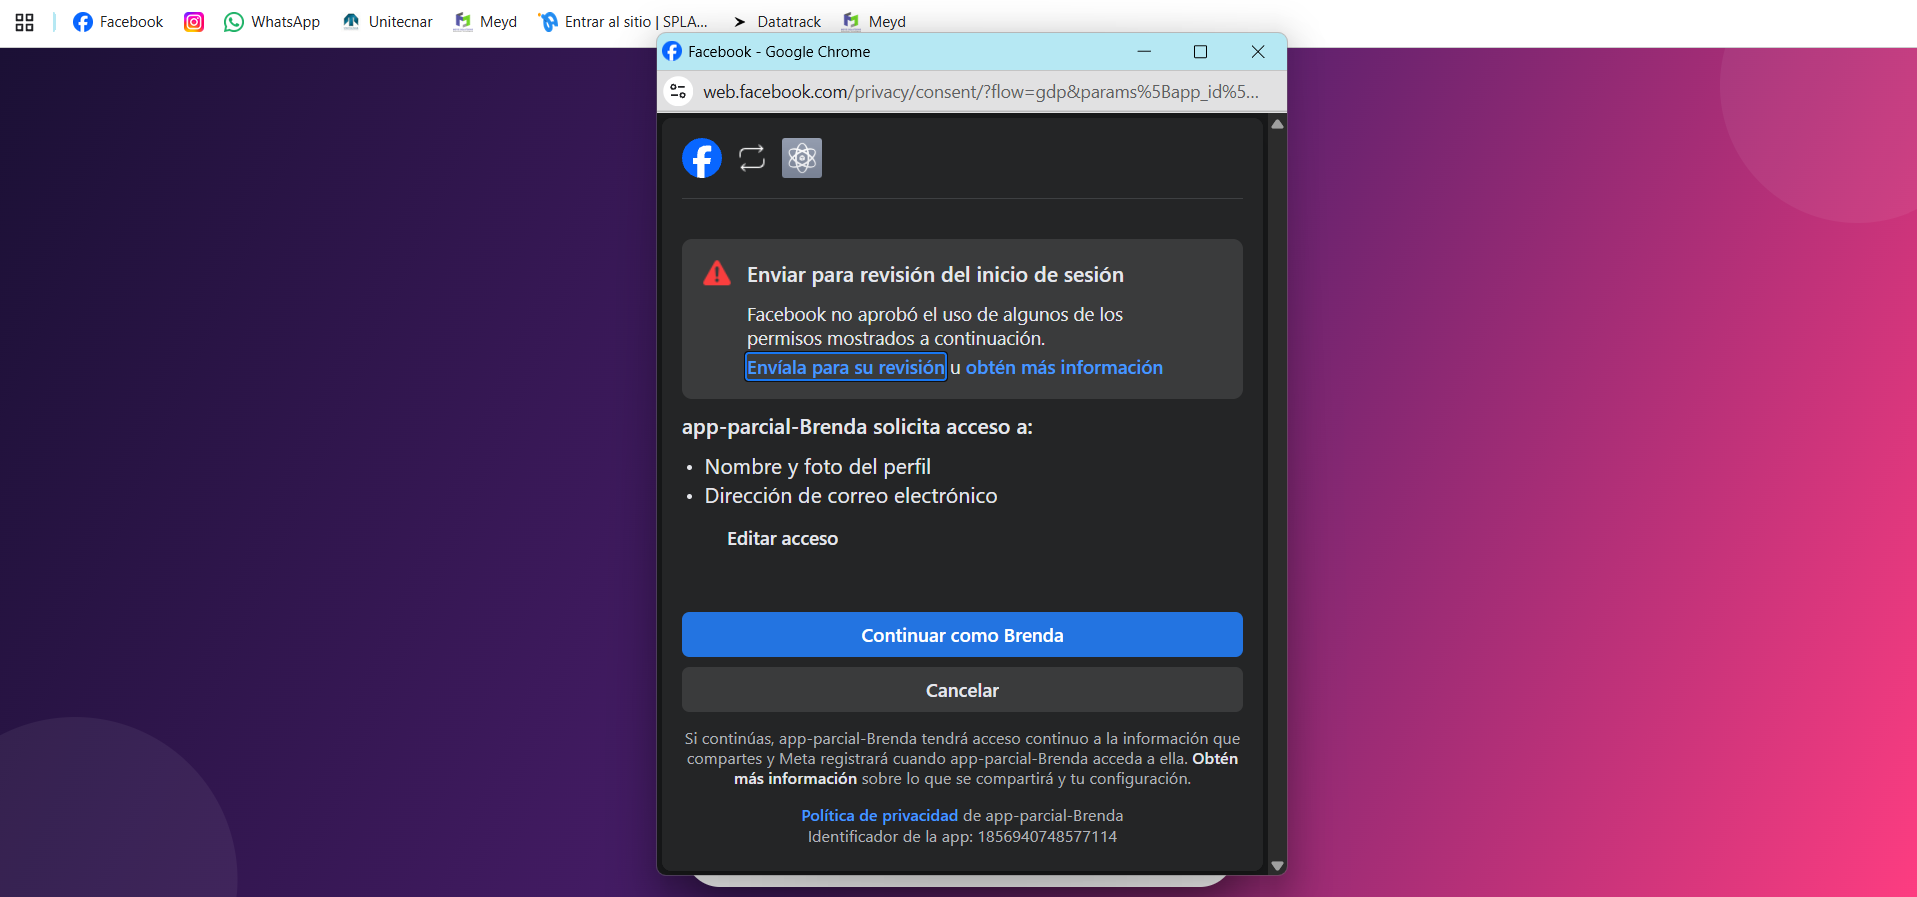 Facebook
WhatsApp
Unitecnar
Meyd
Entrar al sitio | SPLA...
Datatrack
Meyd
Facebook - Google Chrome
web.facebook.com/privacy/consent/?flow=gdp&params%5Bapp_id%5...
Enviar para revisión del inicio de sesión
Facebook no aprobó el uso de algunos de los
permisos mostrados a continuación.
Envíala para su revisión u obtén más información
app-parcial-Brenda solicita acceso a:
• Nombre y foto del perfil
• Dirección de correo electrónico
Editar acceso
Continuar como Brenda
Cancelar
Si continúas, app-parcial-Brenda tendrá acceso continuo a la información que
compartes y Meta registrará cuando app-parcial-Brenda acceda a ella. Obtén
más información sobre lo que se compartirá y tu configuración.
Política de privacidad de app-parcial-Brenda
Identificador de la app: 1856940748577114